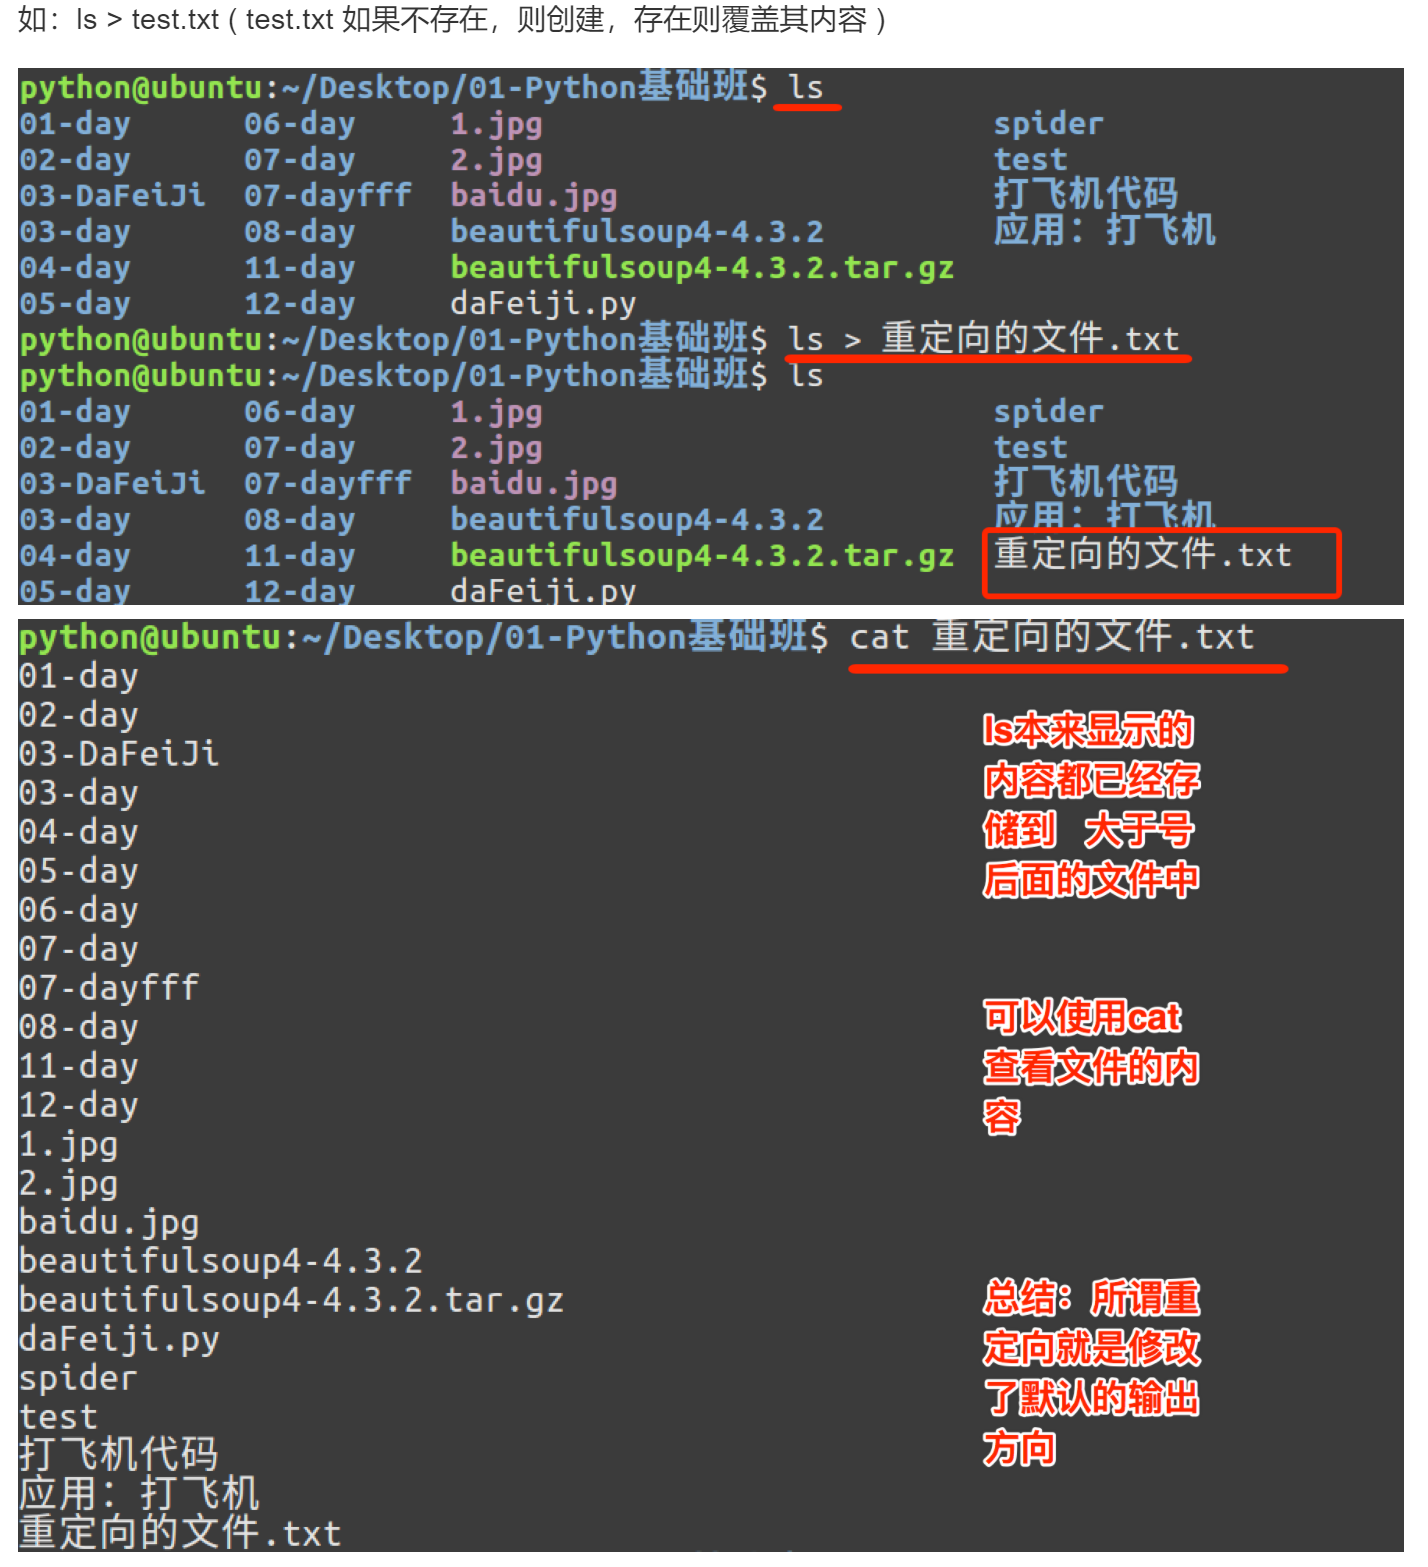 如：ls > test.txt ( test.txt 如果不存在，则创建，存在则覆盖其内容 )
python@ubuntu:~/Desktop/01-Python基础班$ ls
01-day 06-day 1.jpg spider
02-day 07-day 2.jpg test
03-DaFeiJi 07-dayfff baidu.jpg 打飞机代码
03-day 08-day beautifulsoup4-4.3.2 应用：打飞机
04-day 11-day beautifulsoup4-4.3.2.tar.gz
05-day 12-day daFeiji.py
python@ubuntu:~/Desktop/01-Python基础班$ ls > 重定向的文件.txt
python@ubuntu:~/Desktop/01-Python基础班$ ls
01-day 06-day 1.jpg spider
02-day 07-day 2.jpg test
03-DaFeiJi 07-dayfff baidu.jpg 打飞机代码
03-day 08-day beautifulsoup4-4.3.2 应用：打飞机
04-day 11-day beautifulsoup4-4.3.2.tar.gz 重定向的文件.txt
05-day 12-day daFeiji.py
python@ubuntu:~/Desktop/01-Python基础班$ cat 重定向的文件.txt
01-day
02-day
03-DaFeiJi
03-day
04-day
05-day
06-day
07-day
07-dayfff
08-day
11-day
12-day
1.jpg
2.jpg
baidu.jpg
beautifulsoup4-4.3.2
beautifulsoup4-4.3.2.tar.gz
daFeiji.py
spider
test
打飞机代码
应用：打飞机
重定向的文件.txt
ls本来显示的
内容都已经存
储到 大于号
后面的文件中
可以使用cat
查看文件的内
容
总结：所谓重
定向就是修改
了默认的输出
方向